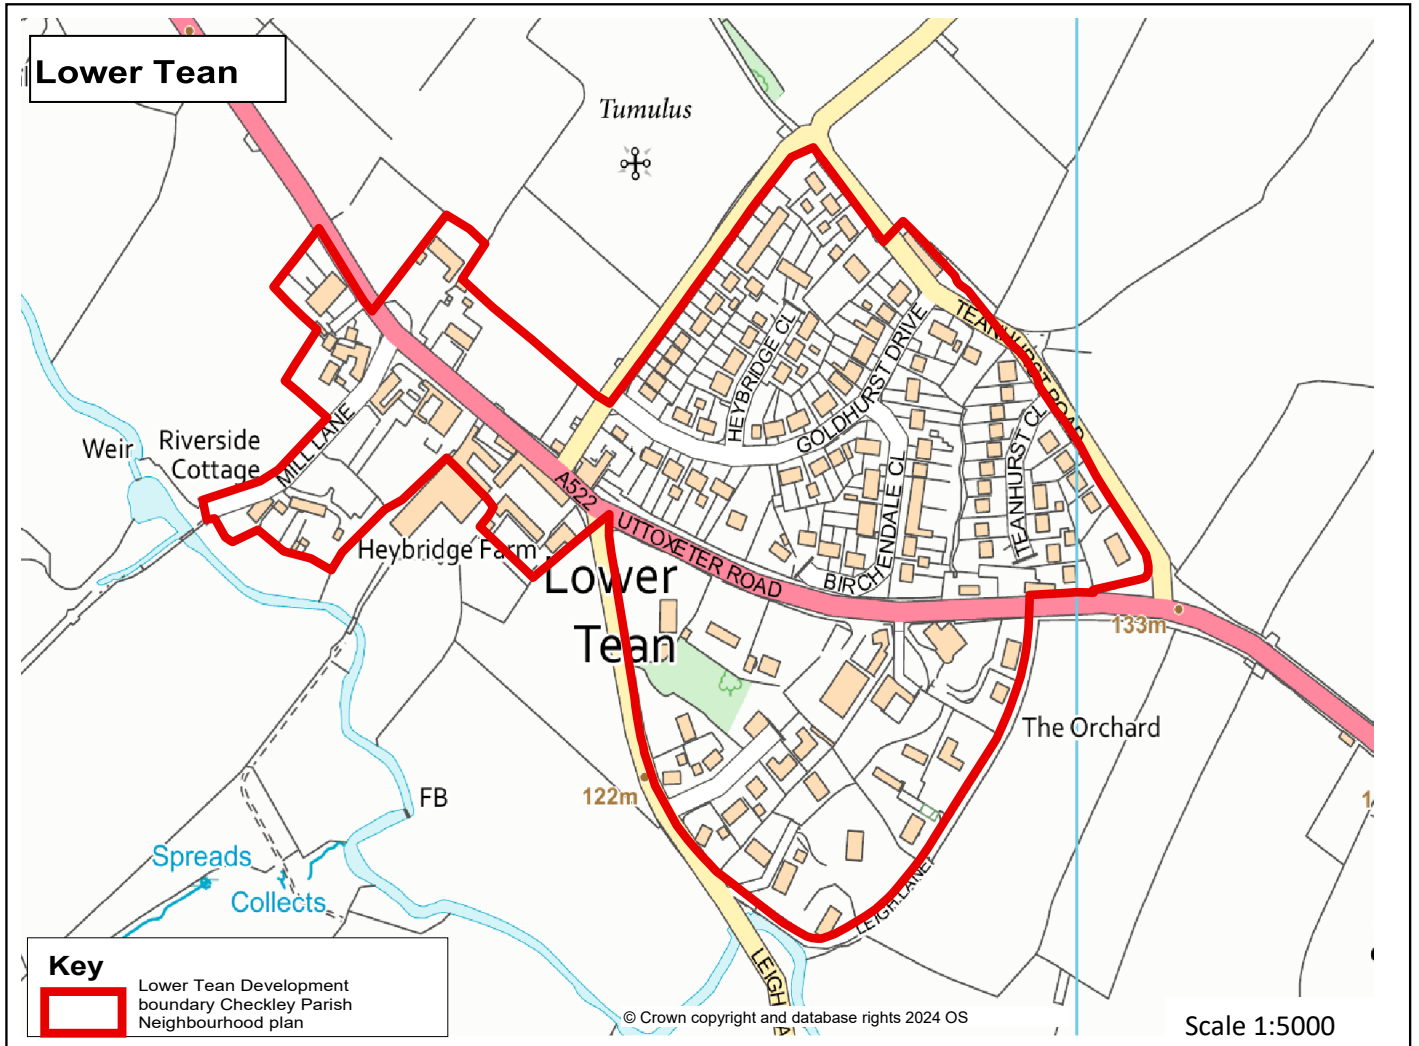 Lower Tean
Tumulus
HEYBRIDGE CL
GOLDHURST DRIVE
TEANHURST ROAD
TEANHURST CL
BIRCHENDALE CL
MILL LANE
Weir
Riverside
Cottage
A522
UTTOXETER ROAD
Heybridge Farm
Lower
Tean
133m
The Orchard
122m
FB
Spreads
Collects
LEIGH LANE
Key
Lower Tean Development
boundary Checkley Parish
Neighbourhood plan
© Crown copyright and database rights 2024 OS
Scale 1:5000